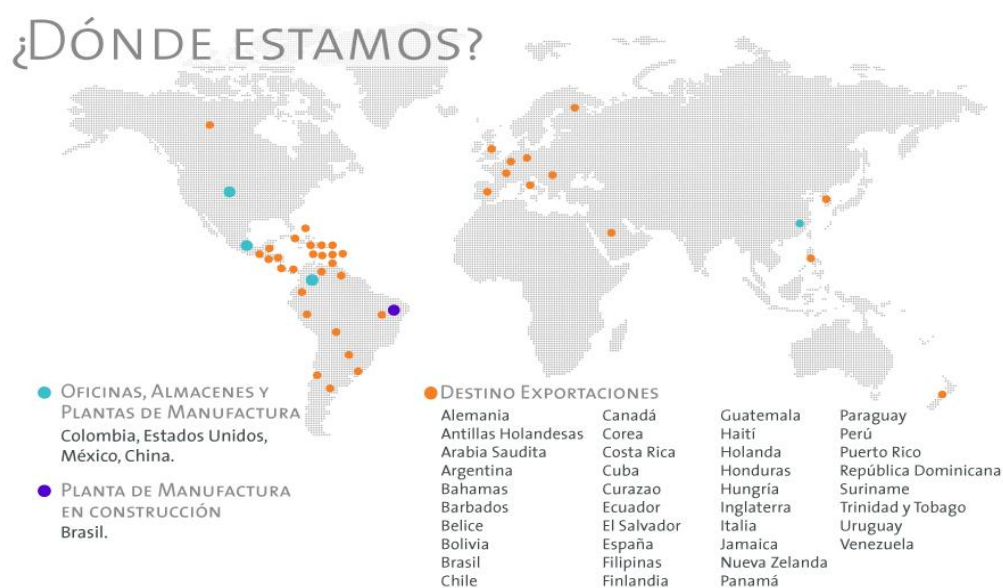 ¿DÓNDE ESTAMOS?
OFICINAS, ALMACENES Y
PLANTAS DE MANUFACTURA
Colombia, Estados Unidos,
México, China.
PLANTA DE MANUFACTURA
EN CONSTRUCCIÓN
Brasil.
DESTINO EXPORTACIONES
Alemania
Antillas Holandesas
Arabia Saudita
Argentina
Bahamas
Barbados
Belice
Bolivia
Brasil
Chile
Canadá
Corea
Costa Rica
Cuba
Curazao
Ecuador
El Salvador
España
Filipinas
Finlandia
Guatemala
Haití
Holanda
Honduras
Hungría
Inglaterra
Italia
Jamaica
Nueva Zelanda
Panamá
Paraguay
Perú
Puerto Rico
República Dominicana
Suriname
Trinidad y Tobago
Uruguay
Venezuela